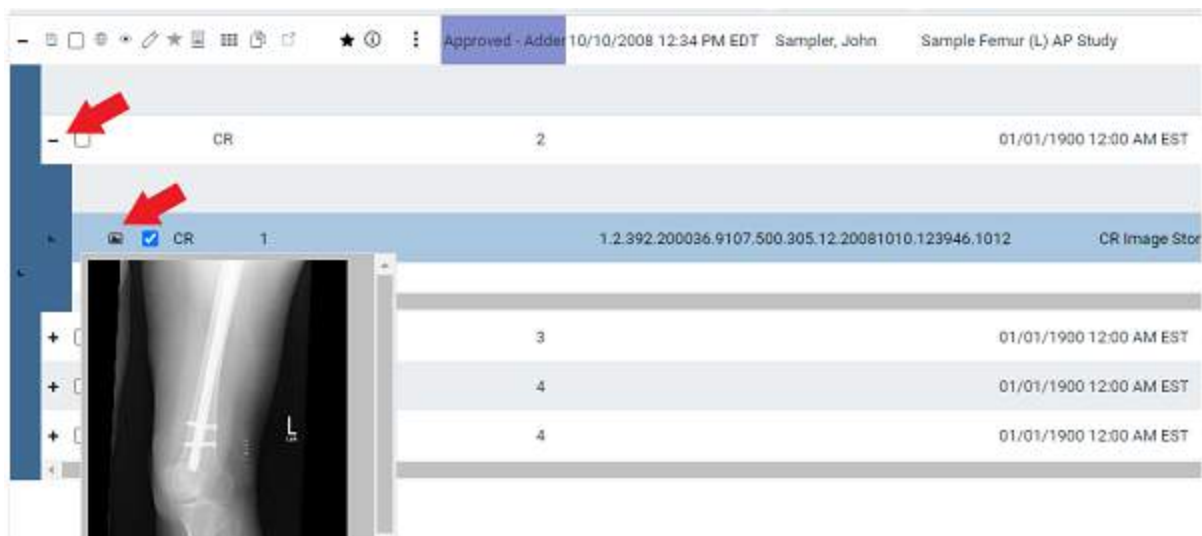 Approved - Adder 10/10/2008 12:34 PM EDT Sampler, John Sample Femur (L) AP Study
CR 2 01/01/1900 12:00 AM EST
CR 1 1.2.392.200036.9107.500.305.12.20081010.123946.1012 CR Image Stor
3 01/01/1900 12:00 AM EST
4 01/01/1900 12:00 AM EST
L
4 01/01/1900 12:00 AM EST